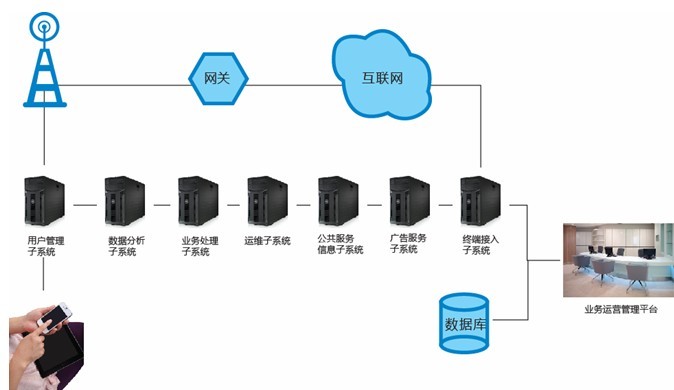 网关
互联网
用户管理
子系统
数据分析
子系统
业务处理
子系统
运维子系统
公共服务
信息子系统
广告服务
子系统
终端接入
子系统
数据库
业务运营管理平台